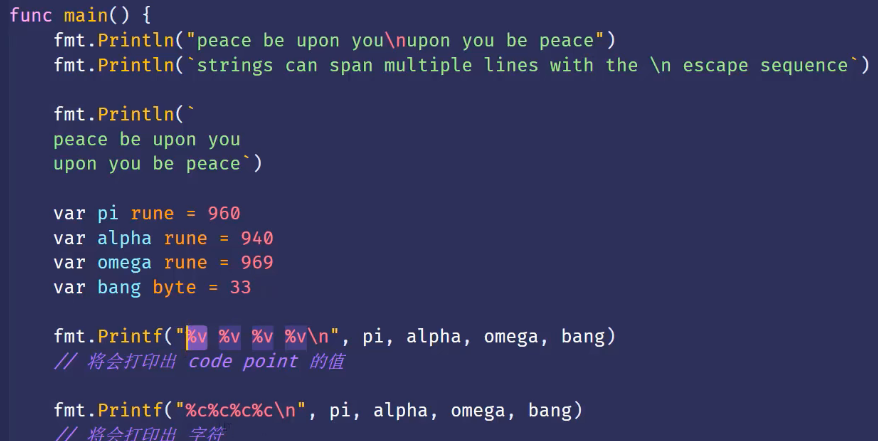 func main() {
    fmt.Println("peace be upon you\nupon you be peace")
    fmt.Println(`strings can span multiple lines with the \n escape sequence`)
    fmt.Println(`
    peace be upon you
    upon you be peace`)
    var pi rune = 960
    var alpha rune = 940
    var omega rune = 969
    var bang byte = 33
    fmt.Printf("%v %v %v %v\n", pi, alpha, omega, bang)
    // 将会打印出 code point 的值
    fmt.Printf("%c%c%c%c\n", pi, alpha, omega, bang)
    // 将会打印出 字符